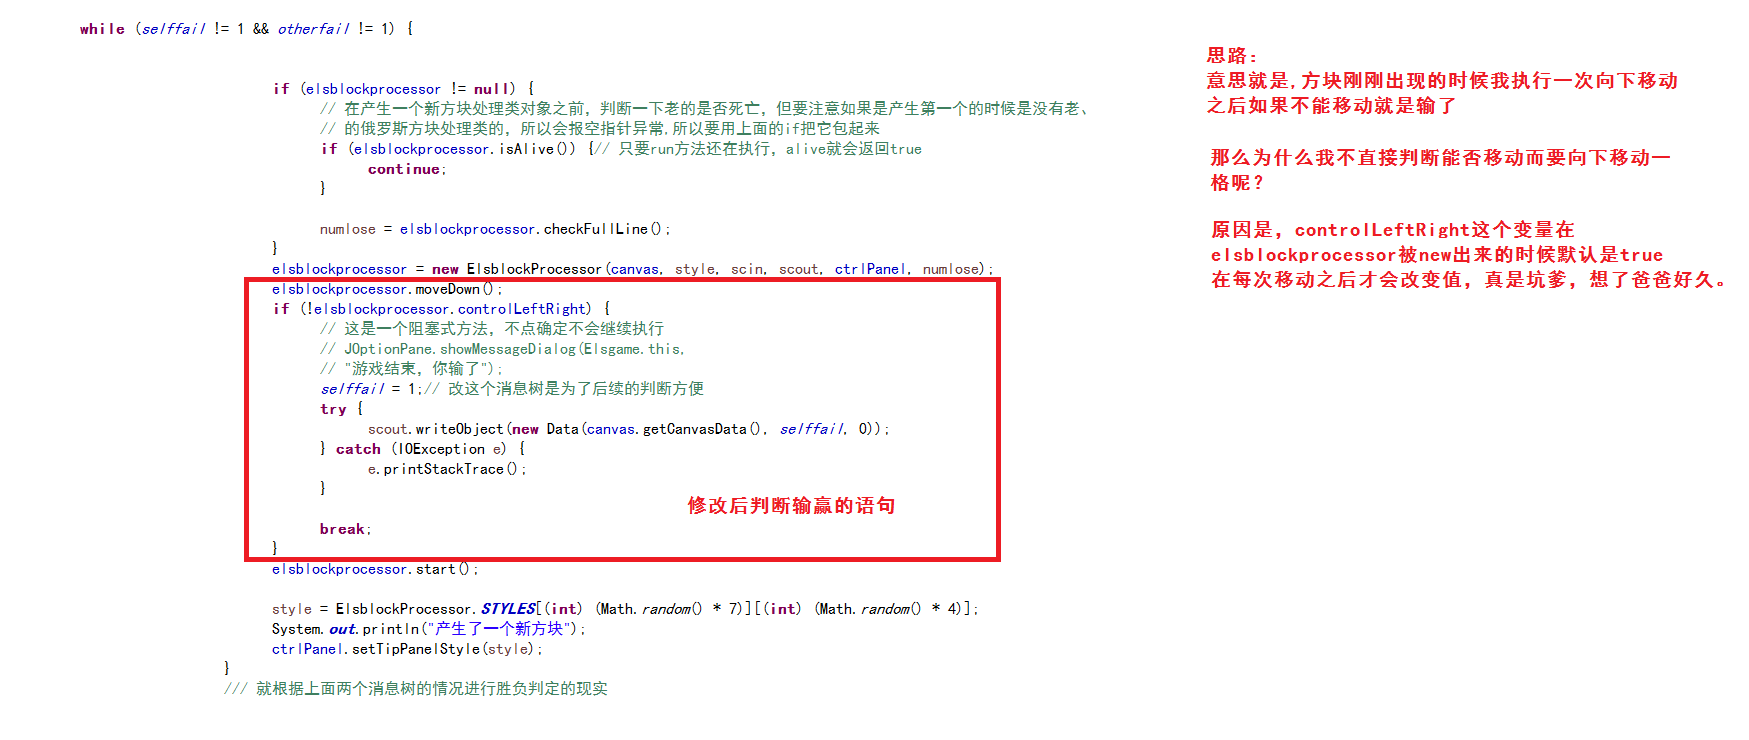 while (selffail != 1 && otherfail != 1) {
if (elsblockprocessor != null) {
// 在产生一个新方块处理类对象之前，判断一下老的是否死亡，但要注意如果是产生第一个的时候是没有老、
// 的俄罗斯方块处理类的，所以会报空指针异常,所以要用上面的if把它包起来
if (elsblockprocessor.isAlive()) {// 只要run方法还在执行，alive就会返回true
continue;
}
numlose = elsblockprocessor.checkFullLine();
}
elsblockprocessor = new ElsblockProcessor(canvas, style, scin, scout, ctrlPanel, numlose);
elsblockprocessor.moveDown();
if (!elsblockprocessor.controlLeftRight) {
// 这是一个阻塞式方法，不点确定不会继续执行
// JOptionPane.showMessageDialog(Elsgame.this,
// "游戏结束，你输了");
selffail = 1;// 改这个消息树是为了后续的判断方便
try {
scout.writeObject(new Data(canvas.getCanvasData(), selffail, 0));
} catch (IOException e) {
e.printStackTrace();
}
修改后判断输赢的语句
break;
}
elsblockprocessor.start();
style = ElsblockProcessor.STYLES[(int) (Math.random() * 7)][(int) (Math.random() * 4)];
System.out.println("产生了一个新方块");
ctrlPanel.setTipPanelStyle(style);
}
/// 就根据上面两个消息树的情况进行胜负判定的现实
思路：
意思就是,方块刚刚出现的时候我执行一次向下移动
之后如果不能移动就是输了
那么为什么我不直接判断能否移动而要向下移动一
格呢？
原因是，controlLeftRight这个变量在
elsblockprocessor被new出来的时候默认是true
在每次移动之后才会改变值，真是坑爹，想了爸爸好久。